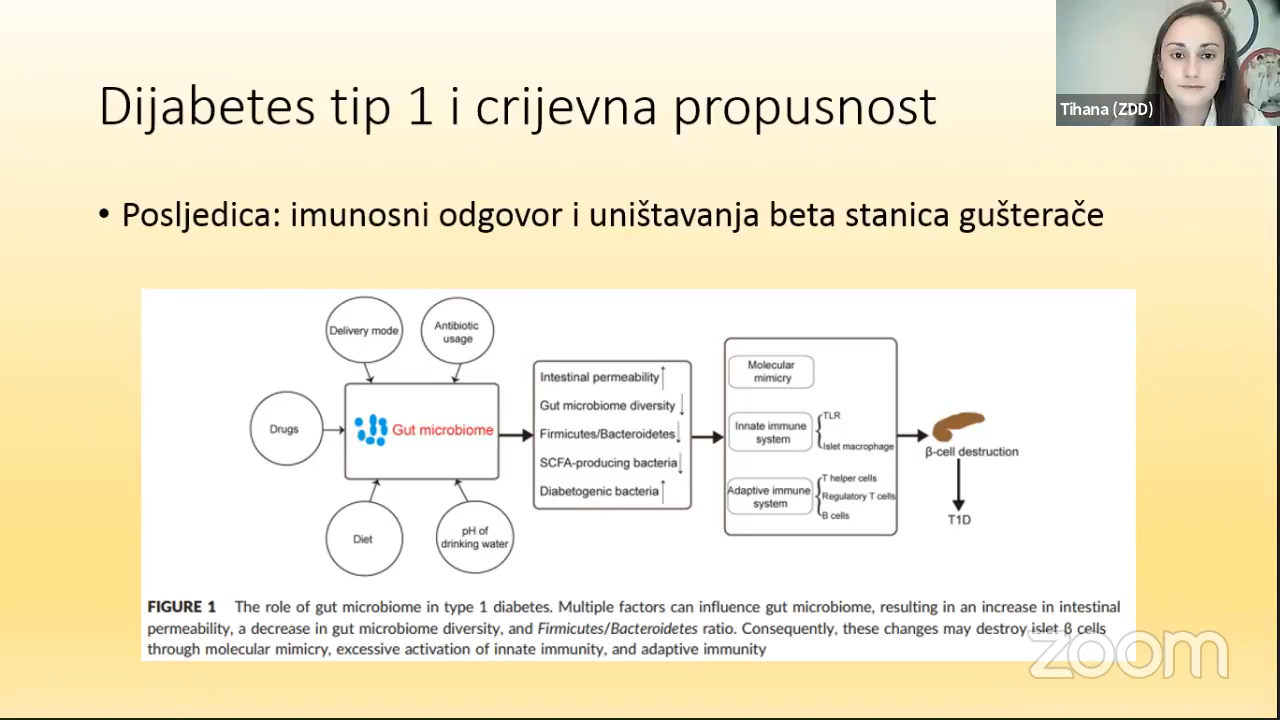 Dijabetes tip 1 i crijevna propusnost
Tihana (ZDD)
• Posljedica: imunosni odgovor i uništavanja beta stanica gušterače
Delivery mode
Antibiotic
usage
Drugs
Gut microbiome
Diet
pH of
drinking water
Intestinal permeability↑
Gut microbiome diversity↓
Firmicutes/Bacteroidetes↓
SCFA-producing bacteria↓
Diabetogenic bacteria↑
Molecular
mimicry
Innate immune
system
TLR
Islet macrophage
Adaptive immune
system
T helper cells
Regulatory T cells
B cells
β-cell destruction
T1D
FIGURE 1 The role of gut microbiome in type 1 diabetes. Multiple factors can influence gut microbiome, resulting in an increase in intestinal
permeability, a decrease in gut microbiome diversity, and Firmicutes/Bacteroidetes ratio. Consequently, these changes may destroy islet β cells
through molecular mimicry, excessive activation of innate immunity, and adaptive immunity
zoom